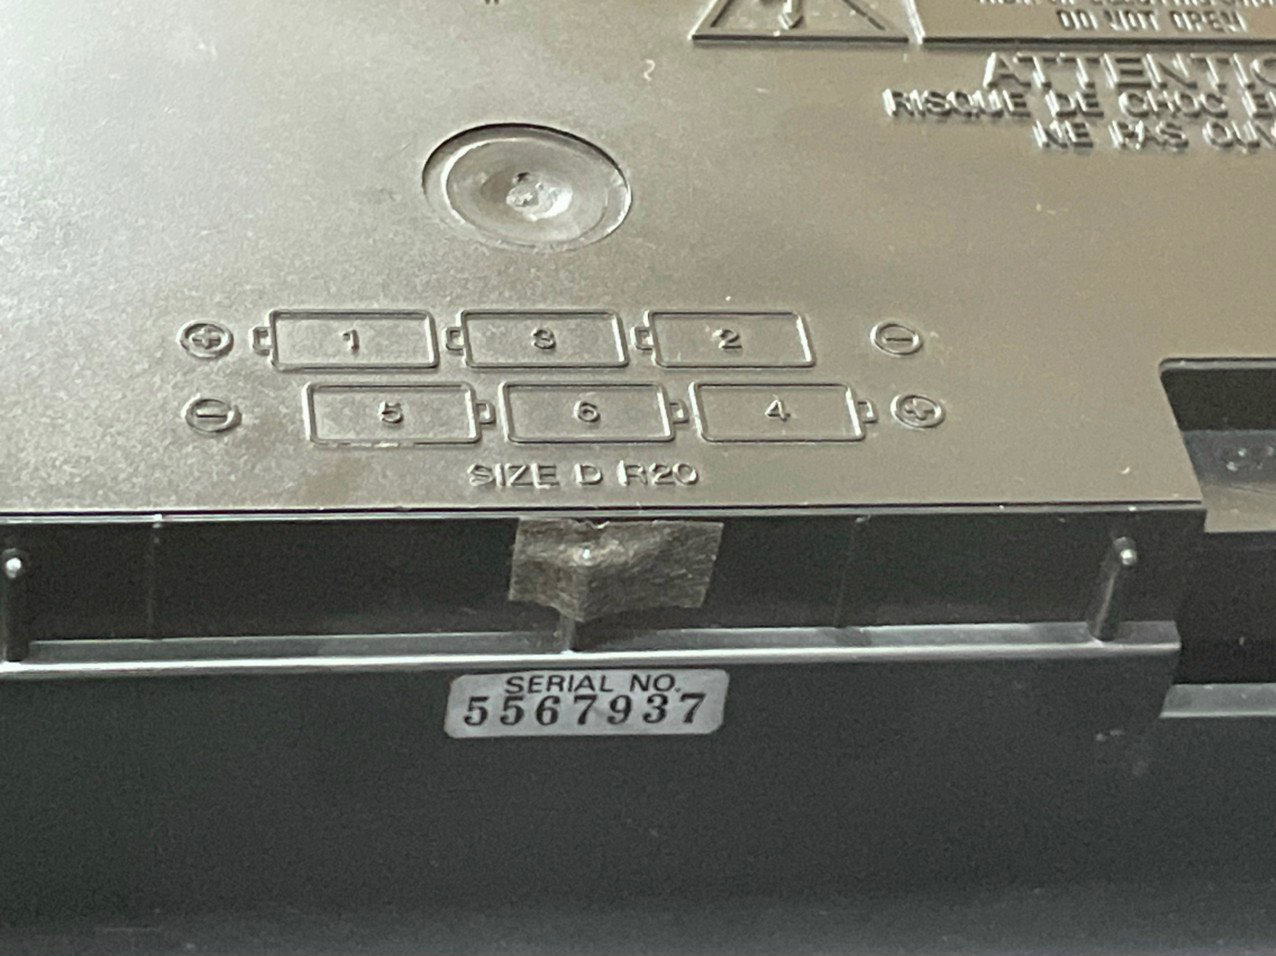 DO NOT OPEN
ATTENTIO
RISQUE DE CHOC E
NE PAS OUV
1 3 2
5 6 4
SIZE D R20
SERIAL NO.
5567937